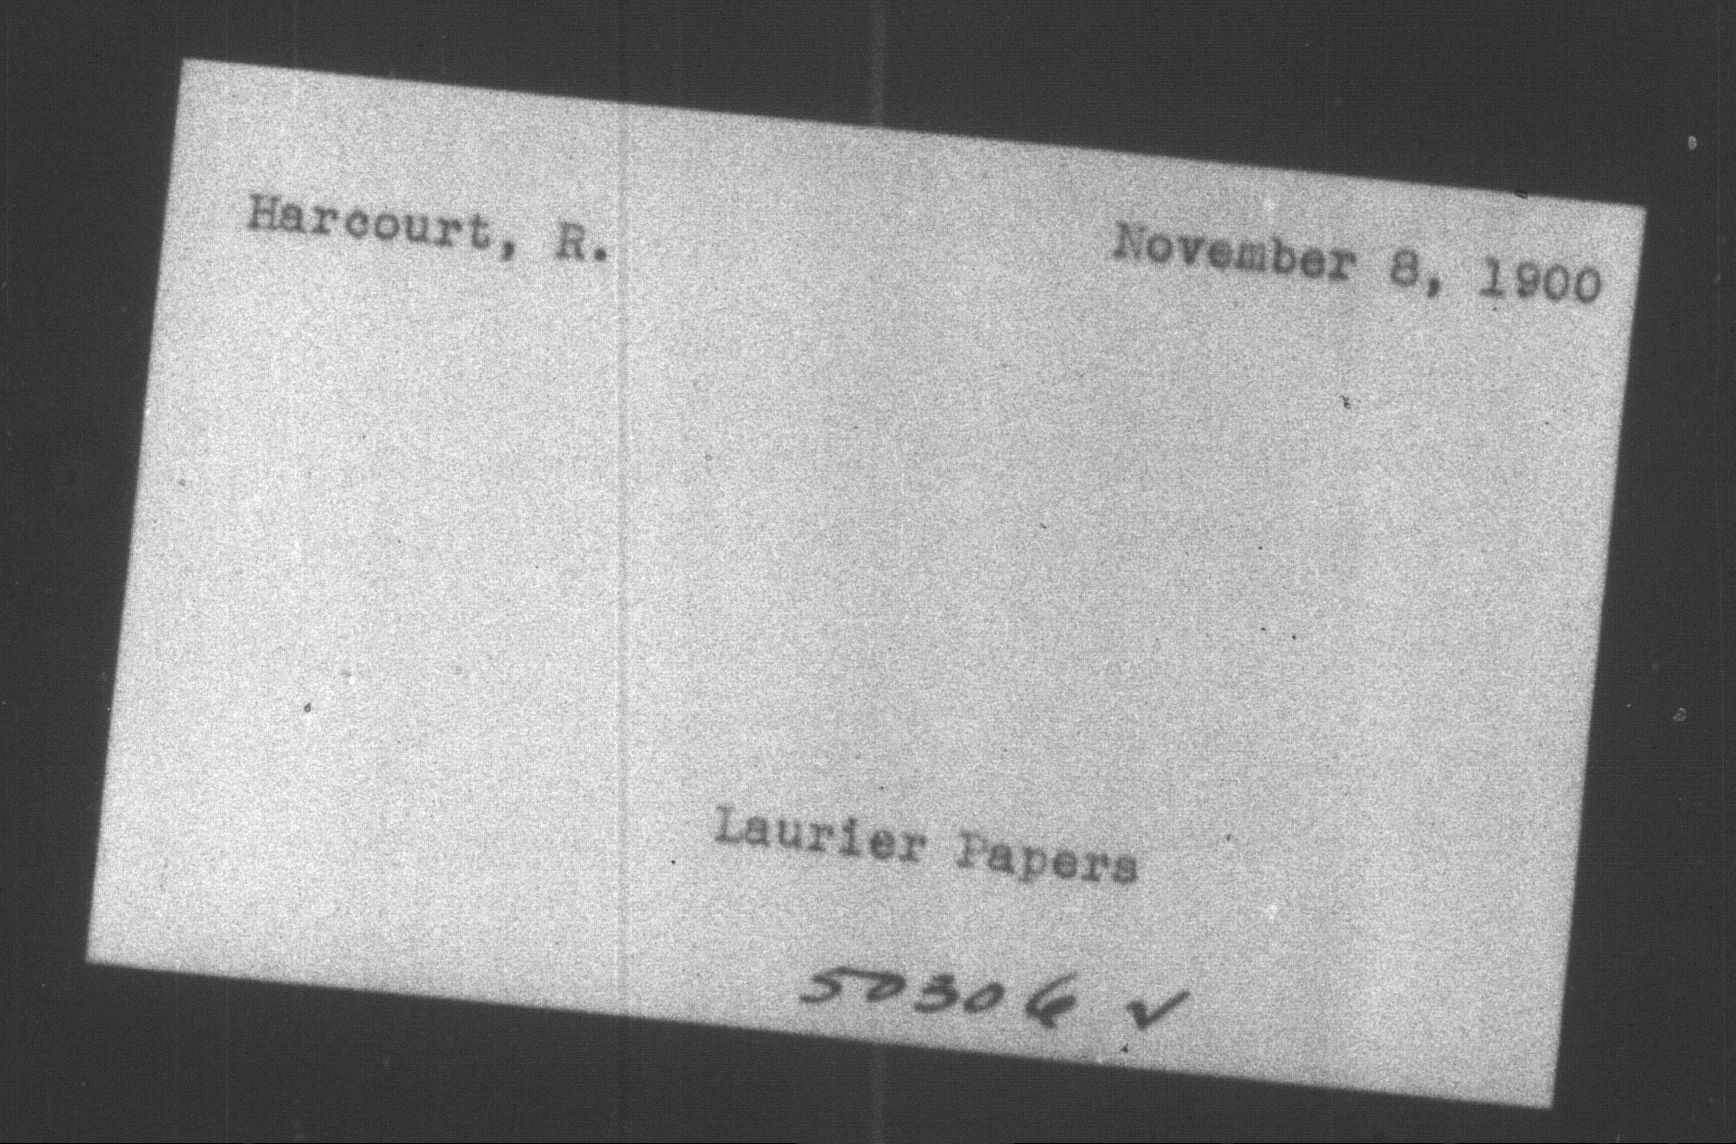 Harcourt, R. November 8, 1900
Laurier Papers
50306 ✓